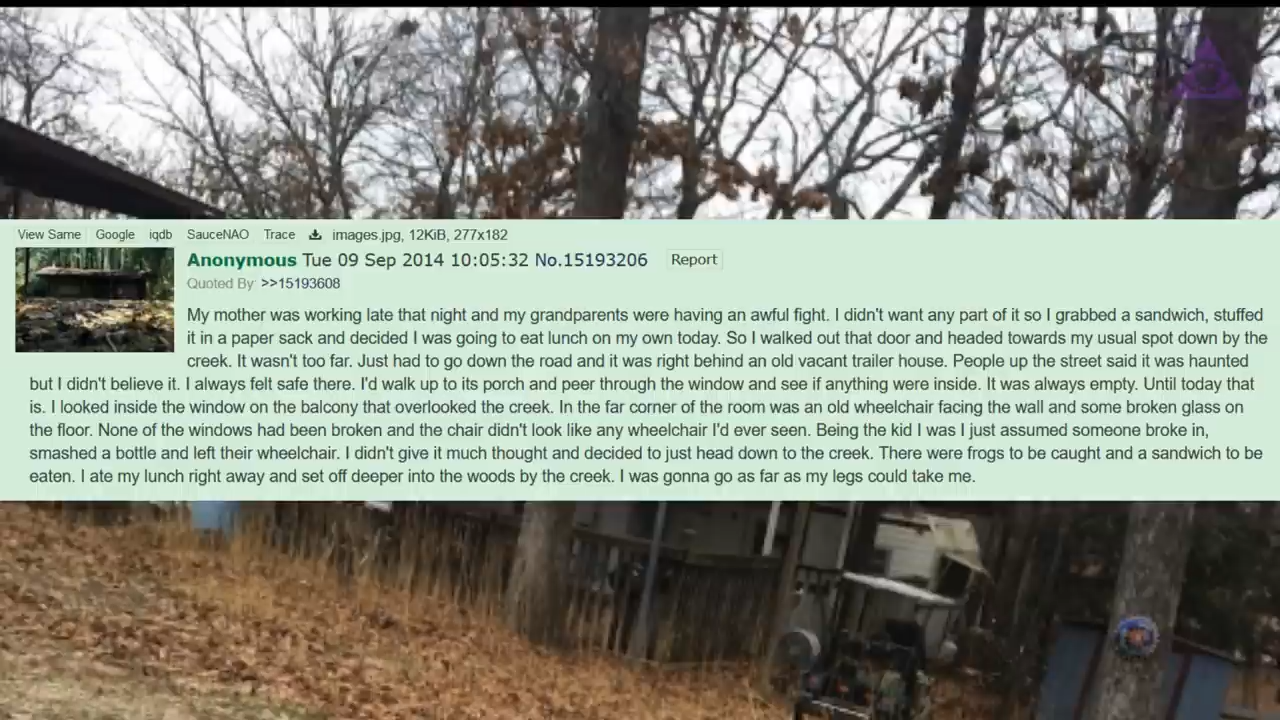 View Same Google iqdb SauceNAO Trace images.jpg, 12KiB, 277x182
Anonymous Tue 09 Sep 2014 10:05:32 No.15193206 Report
Quoted By: >>15193608
My mother was working late that night and my grandparents were having an awful fight. I didn't want any part of it so I grabbed a sandwich, stuffed
it in a paper sack and decided I was going to eat lunch on my own today. So I walked out that door and headed towards my usual spot down by the
creek. It wasn't too far. Just had to go down the road and it was right behind an old vacant trailer house. People up the street said it was haunted
but I didn't believe it. I always felt safe there. I'd walk up to its porch and peer through the window and see if anything were inside. It was always empty. Until today that
is. I looked inside the window on the balcony that overlooked the creek. In the far corner of the room was an old wheelchair facing the wall and some broken glass on
the floor. None of the windows had been broken and the chair didn't look like any wheelchair I'd ever seen. Being the kid I was I just assumed someone broke in,
smashed a bottle and left their wheelchair. I didn't give it much thought and decided to just head down to the creek. There were frogs to be caught and a sandwich to be
eaten. I ate my lunch right away and set off deeper into the woods by the creek. I was gonna go as far as my legs could take me.